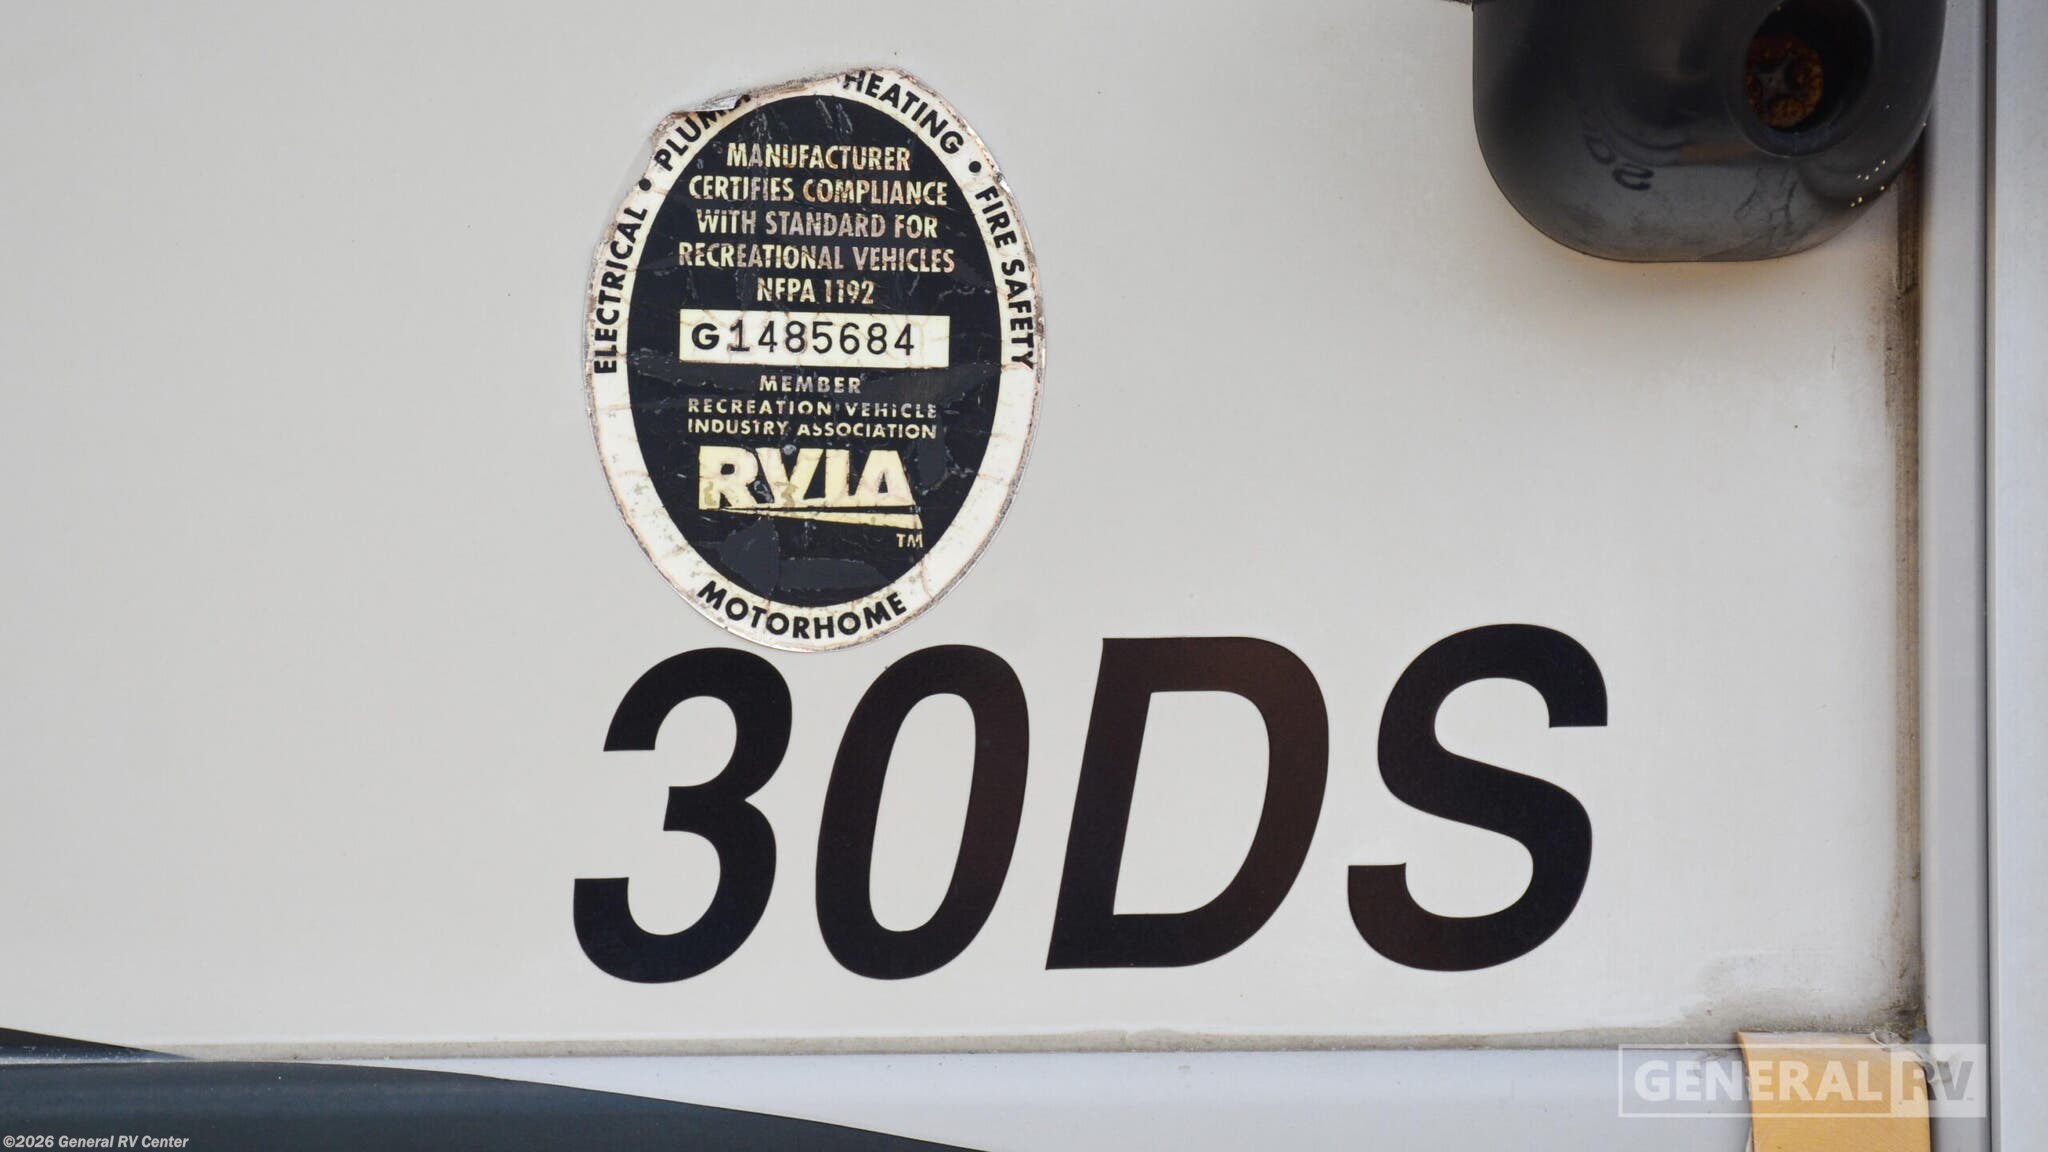 ELECTRICAL • PLUMB
HEATING • FIRE SAFETY
MANUFACTURER
CERTIFIES COMPLIANCE
WITH STANDARD FOR
RECREATIONAL VEHICLES
NFPA 1192
G1485684
MEMBER
RECREATION VEHICLE
INDUSTRY ASSOCIATION
RVIA
TM
MOTORHOME
30DS
GENERAL RV
©2026 General RV Center